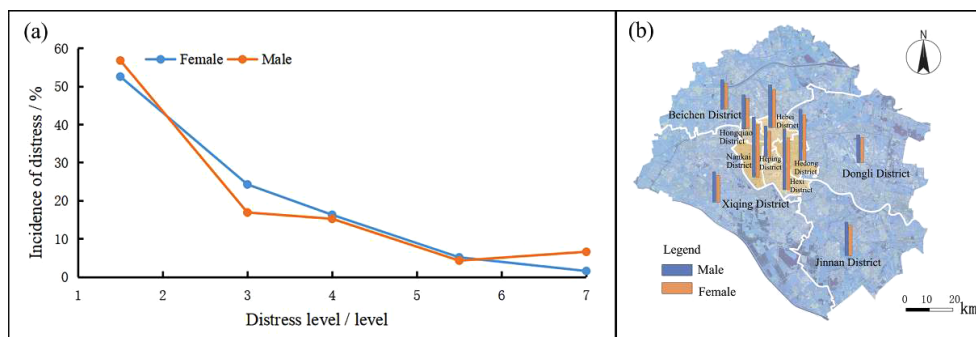 (a)
Female
Male
Incidence of distress / %
60
50
40
30
20
10
0
1
2
3
4
5
6
7
Distress level / level
(b)
N
Beichen District
Hebei
District
Hongqiao
District
Nankai
District
Heping
District
Hedong
District
Hexi
District
Dongli District
Xiqing District
Jinnan District
Legend
Male
Female
0 10 20
km